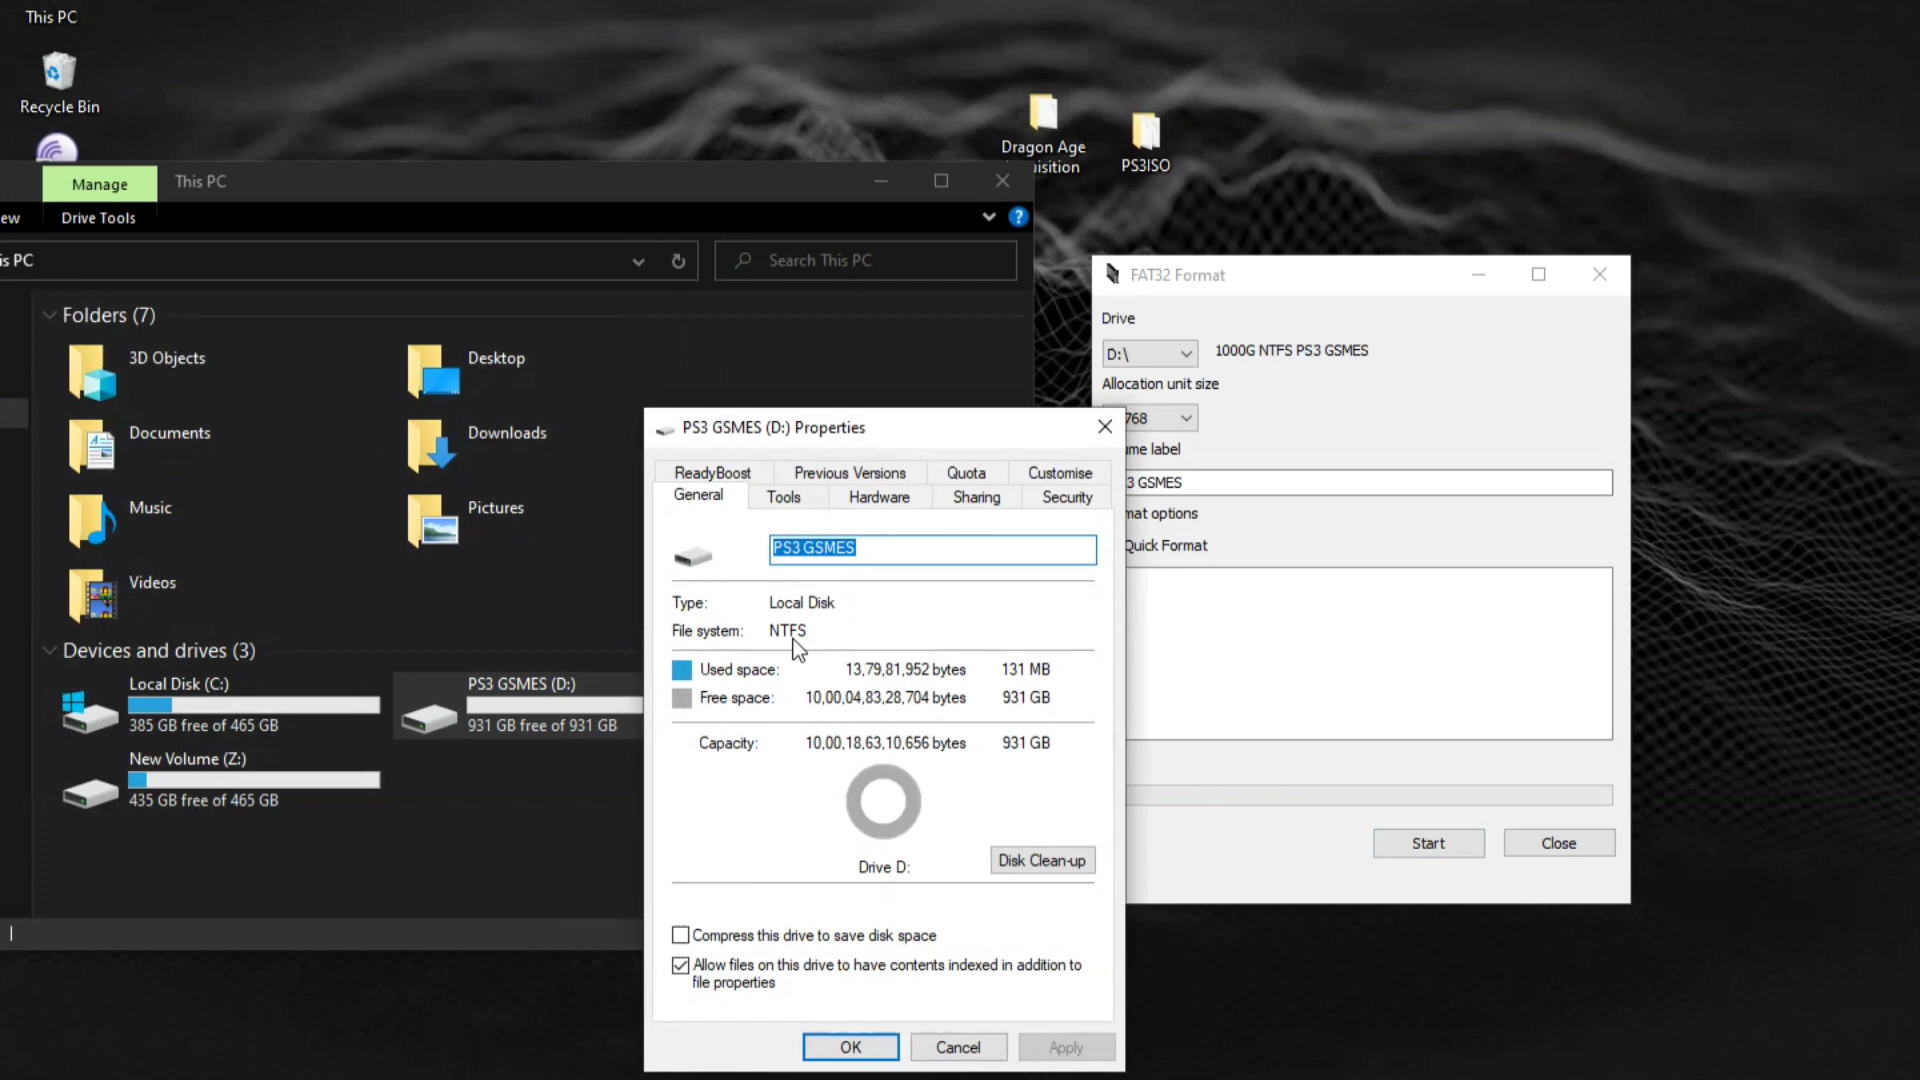 This PC
Recycle Bin
Dragon Age
uisition
PS3ISO
Manage
This PC
ew
Drive Tools
?
is PC
Search This PC
Folders (7)
3D Objects
Desktop
Documents
Downloads
Music
Pictures
Videos
Devices and drives (3)
Local Disk (C:)
385 GB free of 465 GB
PS3 GSMES (D:)
931 GB free of 931 GB
New Volume (Z:)
435 GB free of 465 GB
FAT32 Format
Drive
D:\
1000G NTFS PS3 GSMES
Allocation unit size
768
me label
3 GSMES
mat options
Quick Format
Start
Close
PS3 GSMES (D:) Properties
ReadyBoost
Previous Versions
Quota
Customise
General
Tools
Hardware
Sharing
Security
PS3 GSMES
Type: Local Disk
File system: NTFS
Used space: 13,79,81,952 bytes 131 MB
Free space: 10,00,04,83,28,704 bytes 931 GB
Capacity: 10,00,18,63,10,656 bytes 931 GB
Drive D:
Disk Clean-up
Compress this drive to save disk space
Allow files on this drive to have contents indexed in addition to
file properties
OK
Cancel
Apply